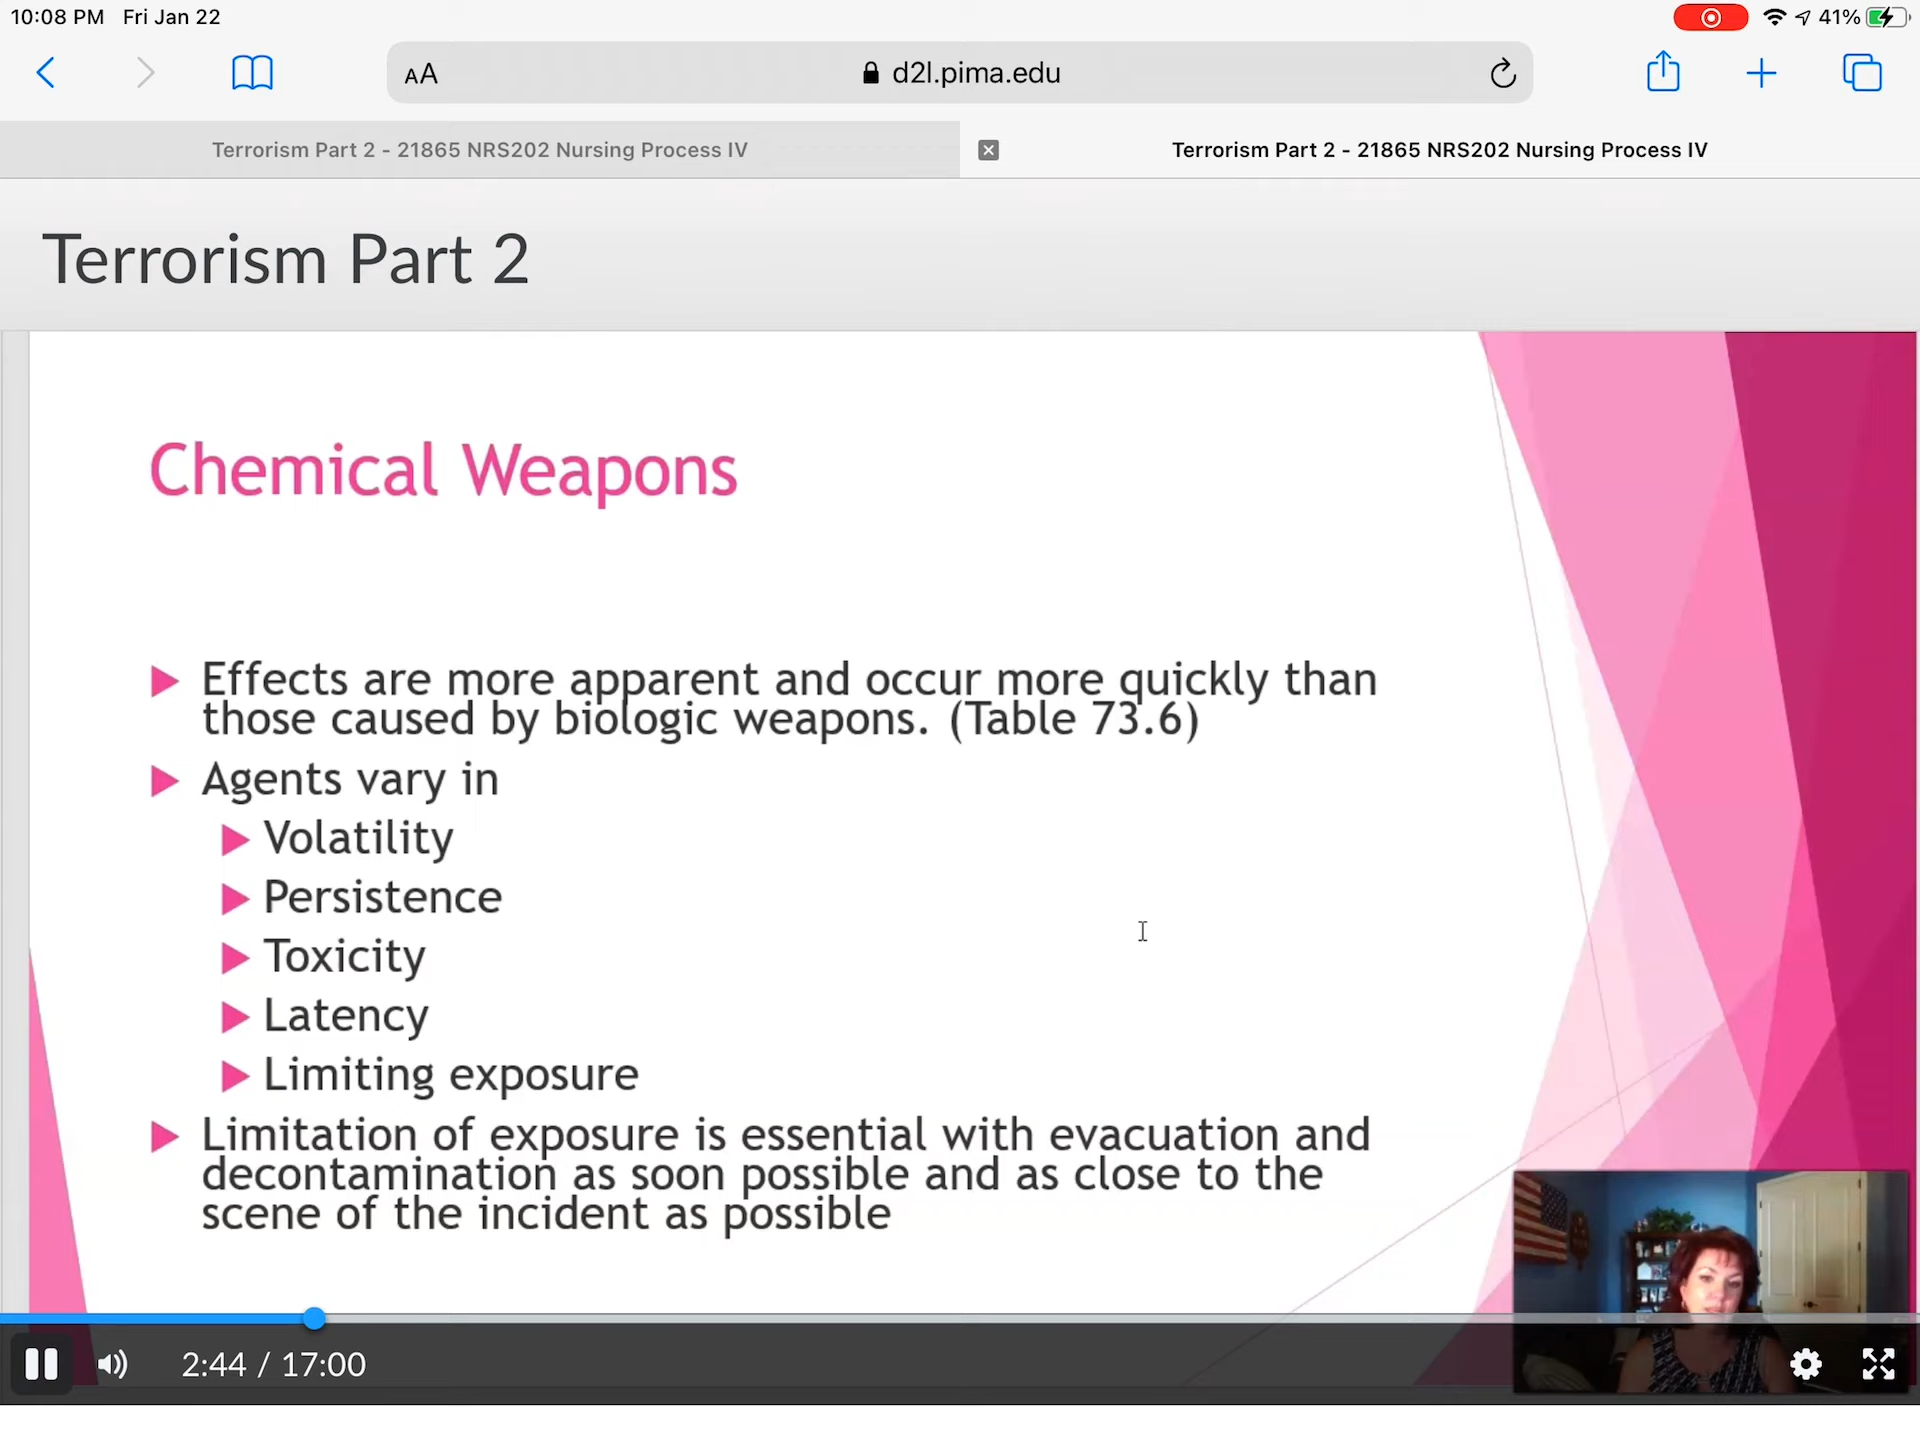 10:08 PM Fri Jan 22
41%
AA
d2l.pima.edu
Terrorism Part 2 - 21865 NRS202 Nursing Process IV
Terrorism Part 2 - 21865 NRS202 Nursing Process IV
Terrorism Part 2
Chemical Weapons
Effects are more apparent and occur more quickly than
those caused by biologic weapons. (Table 73.6)
Agents vary in
Volatility
Persistence
Toxicity
Latency
Limiting exposure
Limitation of exposure is essential with evacuation and
decontamination as soon possible and as close to the
scene of the incident as possible
2:44 / 17:00